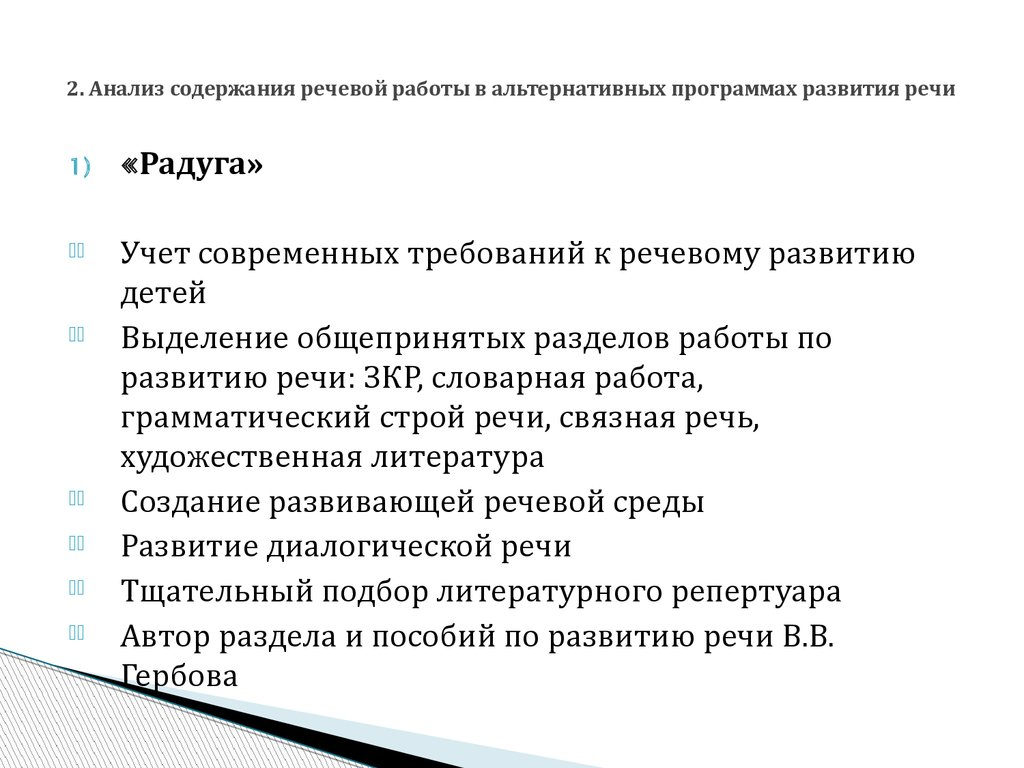 2. Анализ содержания речевой работы в альтернативных программах развития речи
1) «Радуга»
Учет современных требований к речевому развитию
детей
Выделение общепринятых разделов работы по
развитию речи: ЗКР, словарная работа,
грамматический строй речи, связная речь,
художественная литература
Создание развивающей речевой среды
Развитие диалогической речи
Тщательный подбор литературного репертуара
Автор раздела и пособий по развитию речи В.В.
Гербова